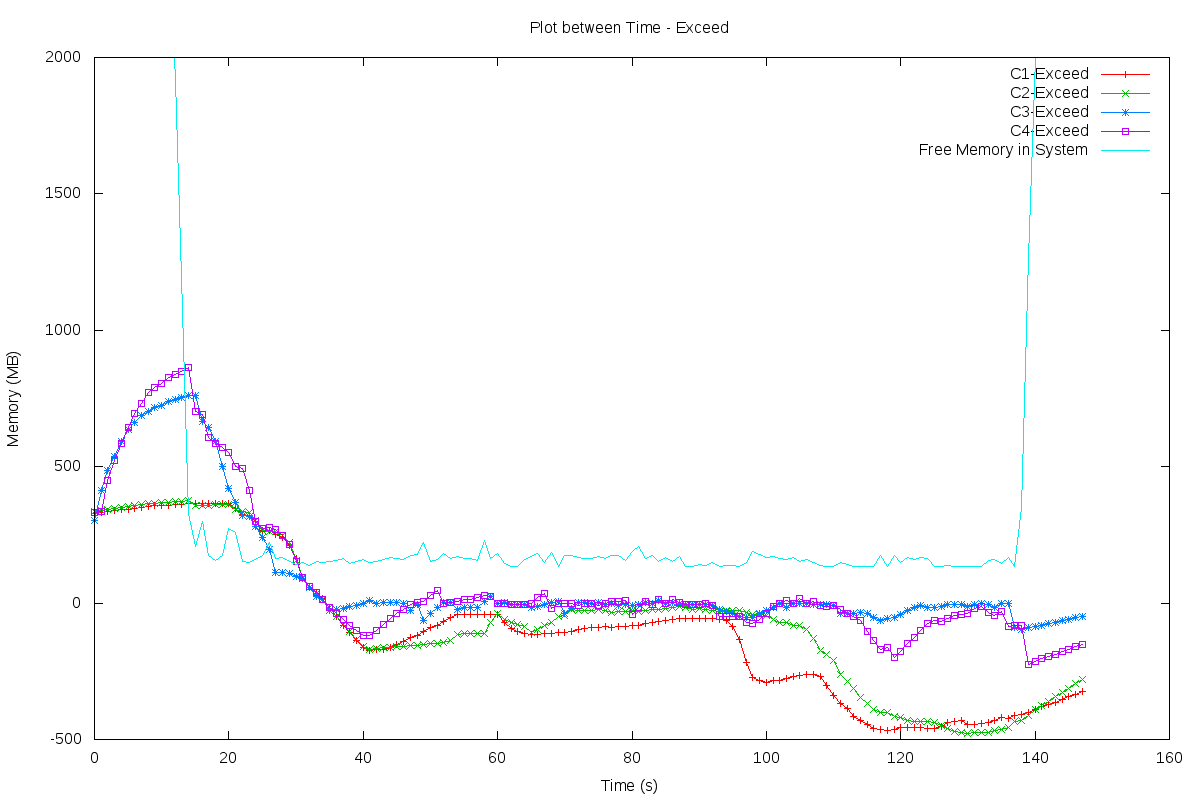 Plot between Time - Exceed
2000
1500
1000
500
0
-500
Memory (MB)
C1-Exceed
C2-Exceed
C3-Exceed
C4-Exceed
Free Memory in System
0 20 40 60 80 100 120 140 160
Time (s)